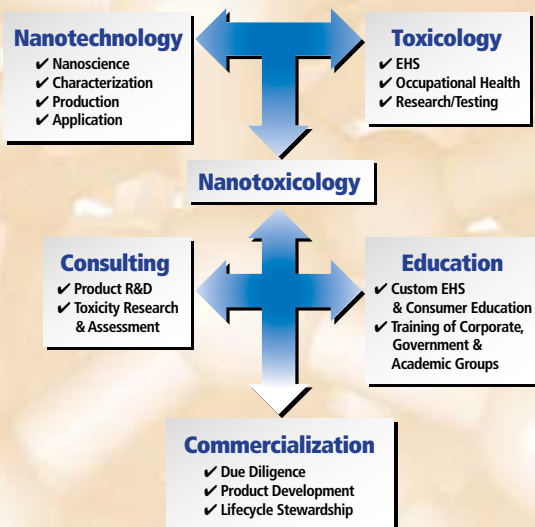 Nanotechnology
✔ Nanoscience
✔ Characterization
✔ Production
✔ Application
Toxicology
✔ EHS
✔ Occupational Health
✔ Research/Testing
Nanotoxicology
Consulting
✔ Product R&D
✔ Toxicity Research
& Assessment
Education
✔ Custom EHS
& Consumer Education
✔ Training of Corporate,
Government &
Academic Groups
Commercialization
✔ Due Diligence
✔ Product Development
✔ Lifecycle Stewardship